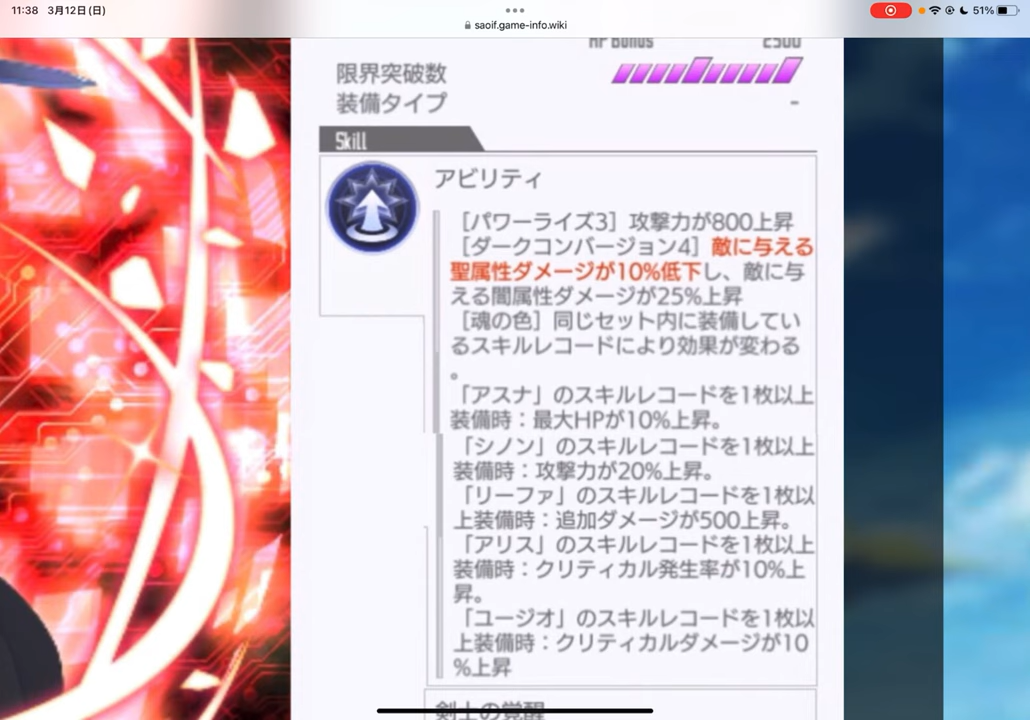 11:38 3月12日(日)
51%
saoif.game-info.wiki
HP Bonus 2500
限界突破数
装備タイプ -
Skill
アビリティ
［パワーライズ3］攻撃力が800上昇
［ダークコンバージョン4］敵に与える
聖属性ダメージが10%低下し、敵に与
える闇属性ダメージが25%上昇
［魂の色］同じセット内に装備してい
るスキルレコードにより効果が変わる
。
「アスナ」のスキルレコードを1枚以上
装備時：最大HPが10%上昇。
「シノン」のスキルレコードを1枚以上
装備時：攻撃力が20%上昇。
「リーファ」のスキルレコードを1枚以
上装備時：追加ダメージが500上昇。
「アリス」のスキルレコードを1枚以上
装備時：クリティカル発生率が10%上
昇。
「ユージオ」のスキルレコードを1枚以
上装備時：クリティカルダメージが10
%上昇
剣士の覚醒